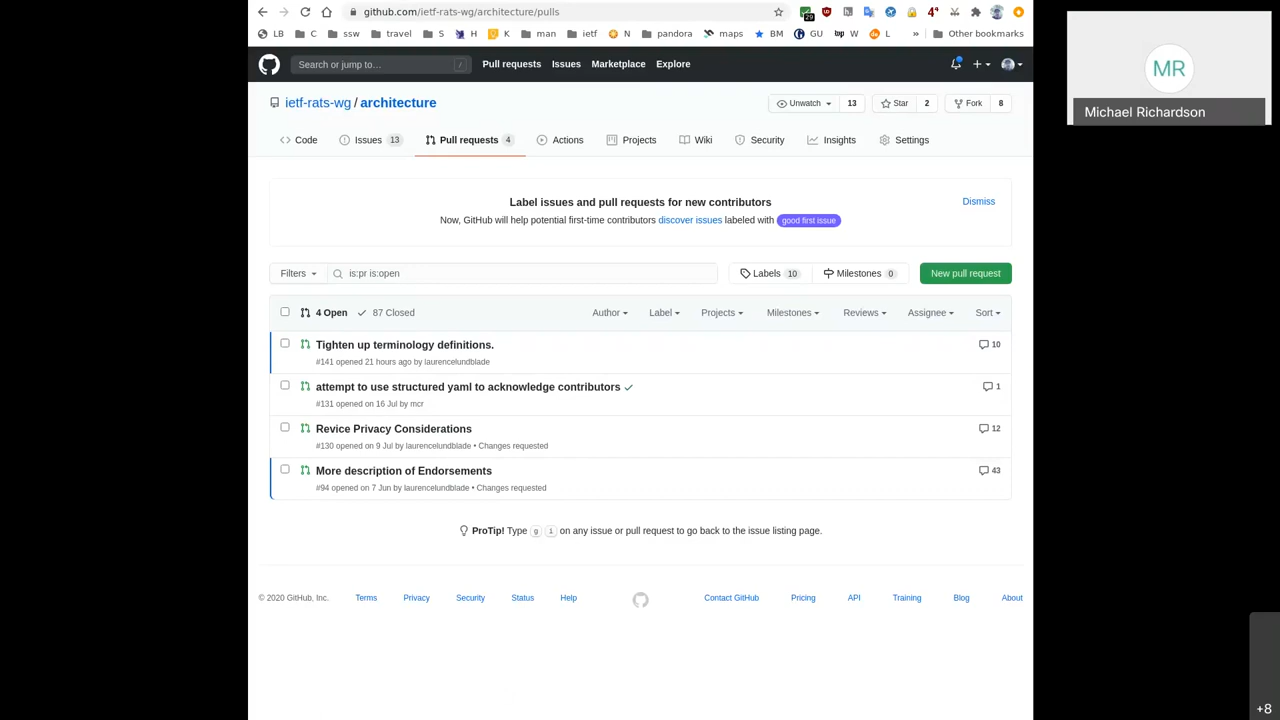 github.com/ietf-rats-wg/architecture/pulls
29
4⁹
LB C ssw travel S H K man ietf N pandora maps BM GU W L » Other bookmarks
Search or jump to… / Pull requests Issues Marketplace Explore
ietf-rats-wg / architecture Unwatch 13 Star 2 Fork 8
Code Issues 13 Pull requests 4 Actions Projects Wiki Security Insights Settings
Label issues and pull requests for new contributors Dismiss
Now, GitHub will help potential first-time contributors discover issues labeled with good first issue
Filters is:pr is:open Labels 10 Milestones 0 New pull request
4 Open 87 Closed Author Label Projects Milestones Reviews Assignee Sort
Tighten up terminology definitions. 10
#141 opened 21 hours ago by laurencelundblade
attempt to use structured yaml to acknowledge contributors 1
#131 opened on 16 Jul by mcr
Revice Privacy Considerations 12
#130 opened on 9 Jul by laurencelundblade • Changes requested
More description of Endorsements 43
#94 opened on 7 Jun by laurencelundblade • Changes requested
ProTip! Type g i on any issue or pull request to go back to the issue listing page.
© 2020 GitHub, Inc. Terms Privacy Security Status Help Contact GitHub Pricing API Training Blog About
MR
Michael Richardson
+8